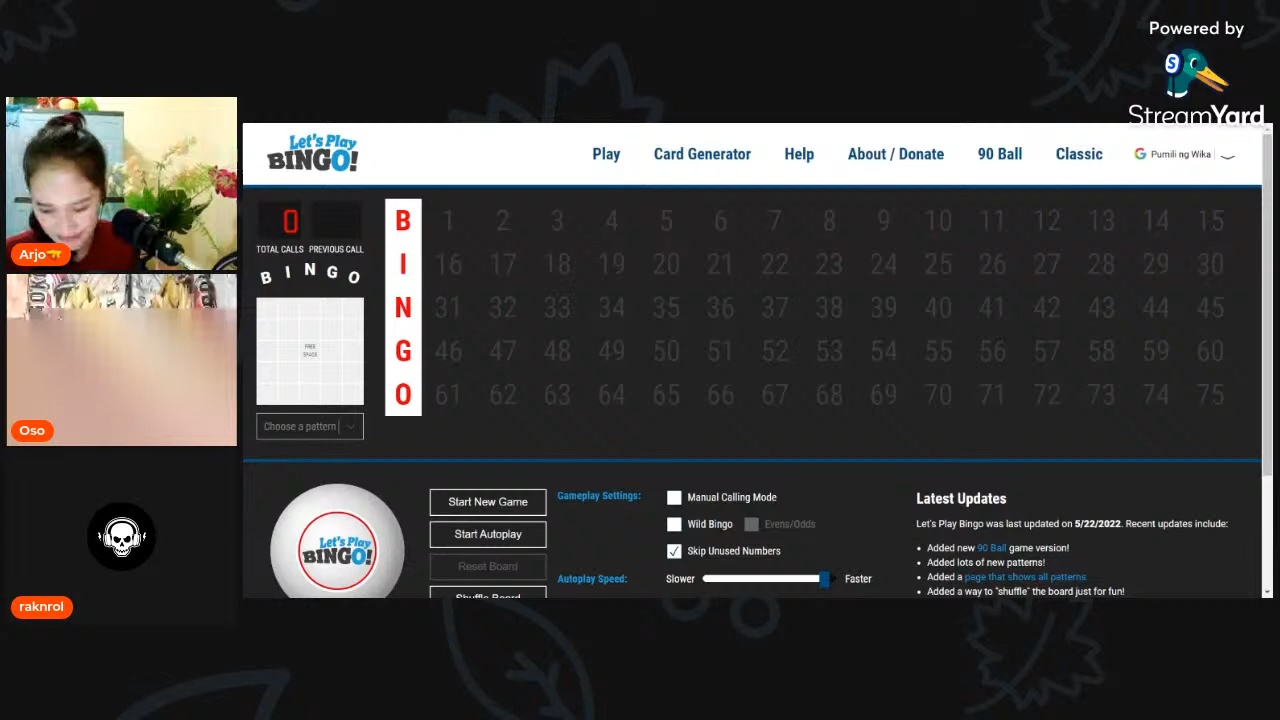 Powered by
StreamYard
Let's Play
BINGO!
Play
Card Generator
Help
About / Donate
90 Ball
Classic
G Pumili ng Wika
0
TOTAL CALLS
PREVIOUS CALL
B I N G O
FREE
SPACE
Choose a pattern
B 1 2 3 4 5 6 7 8 9 10 11 12 13 14 15
I 16 17 18 19 20 21 22 23 24 25 26 27 28 29 30
N 31 32 33 34 35 36 37 38 39 40 41 42 43 44 45
G 46 47 48 49 50 51 52 53 54 55 56 57 58 59 60
O 61 62 63 64 65 66 67 68 69 70 71 72 73 74 75
Arjo
Oso
raknrol
Let's Play
BINGO!
Start New Game
Start Autoplay
Reset Board
Shuffle Board
Gameplay Settings:
Manual Calling Mode
Wild Bingo
Evens/Odds
Skip Unused Numbers
Autoplay Speed:
Slower
Faster
Latest Updates
Let's Play Bingo was last updated on 5/22/2022. Recent updates include:
• Added new 90 Ball game version!
• Added lots of new patterns!
• Added a page that shows all patterns
• Added a way to "shuffle" the board just for fun!